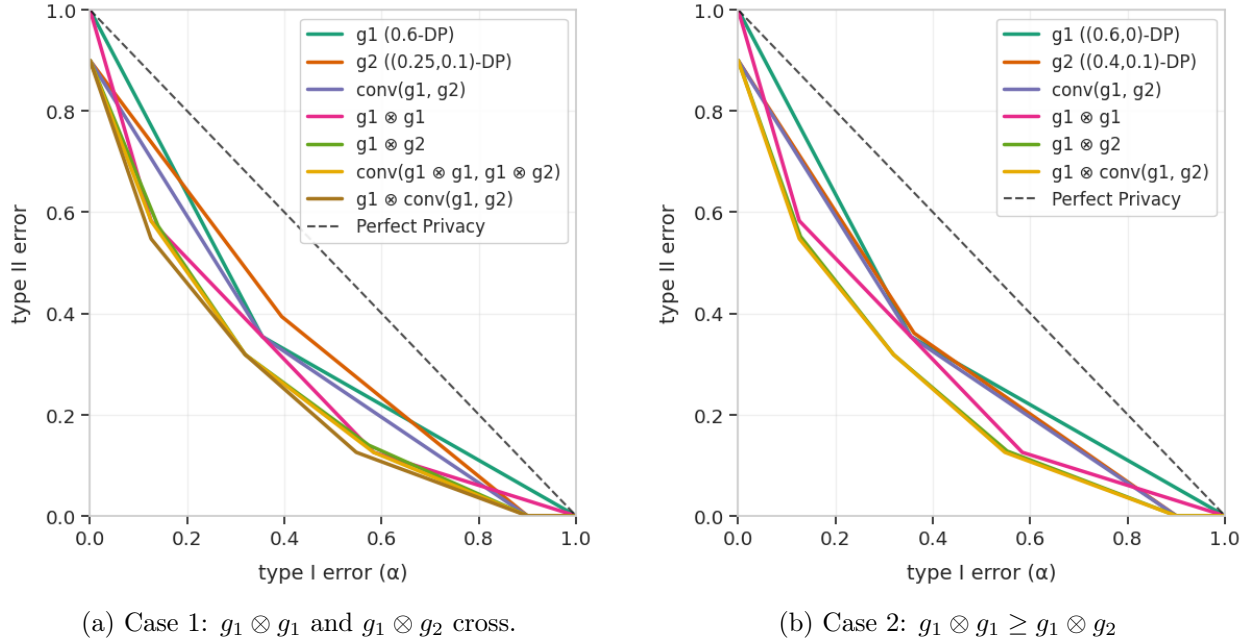 1.0
0.8
0.6
0.4
0.2
0.0
type II error
0.0 0.2 0.4 0.6 0.8 1.0
type I error (α)
g1 (0.6-DP)
g2 ((0.25,0.1)-DP)
conv(g1, g2)
g1 ⊗ g1
g1 ⊗ g2
conv(g1 ⊗ g1, g1 ⊗ g2)
g1 ⊗ conv(g1, g2)
Perfect Privacy
(a) Case 1: g₁ ⊗ g₁ and g₁ ⊗ g₂ cross.
1.0
0.8
0.6
0.4
0.2
0.0
type II error
0.0 0.2 0.4 0.6 0.8 1.0
type I error (α)
g1 ((0.6,0)-DP)
g2 ((0.4,0.1)-DP)
conv(g1, g2)
g1 ⊗ g1
g1 ⊗ g2
g1 ⊗ conv(g1, g2)
Perfect Privacy
(b) Case 2: g₁ ⊗ g₁ ≥ g₁ ⊗ g₂